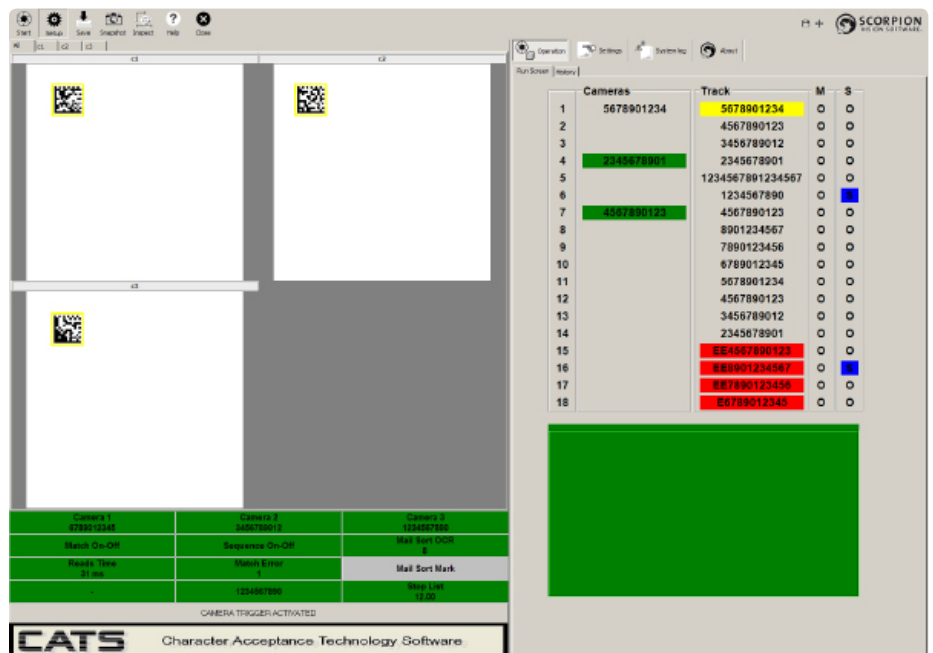 Start Setup Save Snapshot Inspect Help Close
SCORPION
VISION SOFTWARE
All c1 c2 c3
c1 c2
c3
Camera 1 Camera 2 Camera 3
6789012345 3456789012 1234567890
Match On-Off Sequence On-Off Mail Sort OCR
Reads Time Match Error Mail Sort Mark
31 ms 1
- 1234567890 Stop List
12.00
CAMERA TRIGGER ACTIVATED
CATS Character Acceptance Technology Software
Operation Settings System log About
Run Screen History
Cameras Track M S
1 5678901234 5678901234
2 4567890123
3 3456789012
4 2345678901 2345678901
5 1234567891234567
6 1234567890 S
7 4567890123 4567890123
8 8901234567
9 7890123456
10 6789012345
11 5678901234
12 4567890123
13 3456789012
14 2345678901
15 EE4567890123
16 EE8901234567 S
17 EE7890123456
18 E6789012345